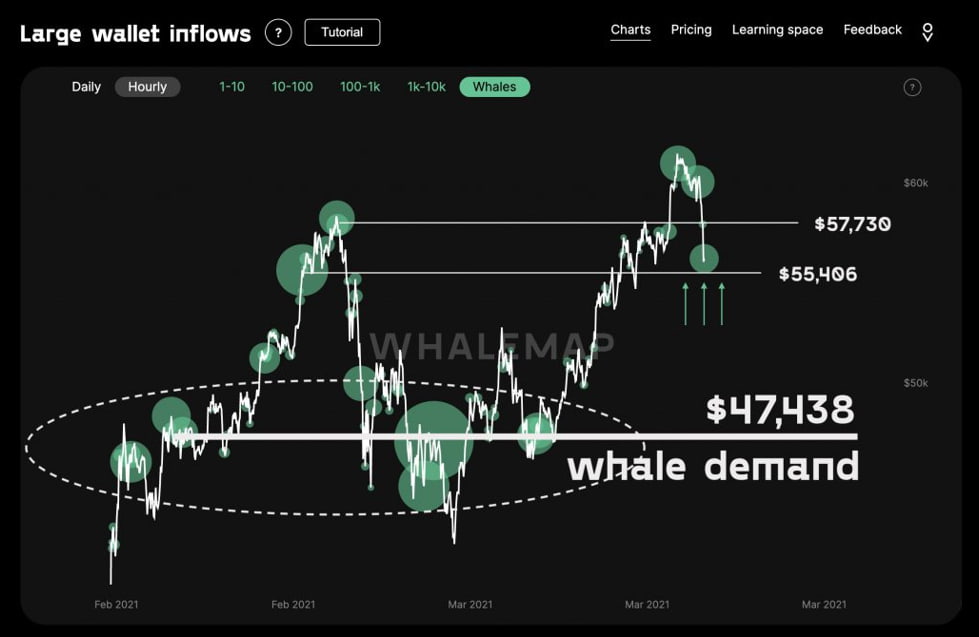 Large wallet inflows ? Tutorial Charts Pricing Learning space Feedback
Daily Hourly 1-10 10-100 100-1k 1k-10k Whales ?
$60k
$57,730
$55,406
WHALEMAP
$50k
$47,438
whale demand
Feb 2021 Feb 2021 Mar 2021 Mar 2021 Mar 2021